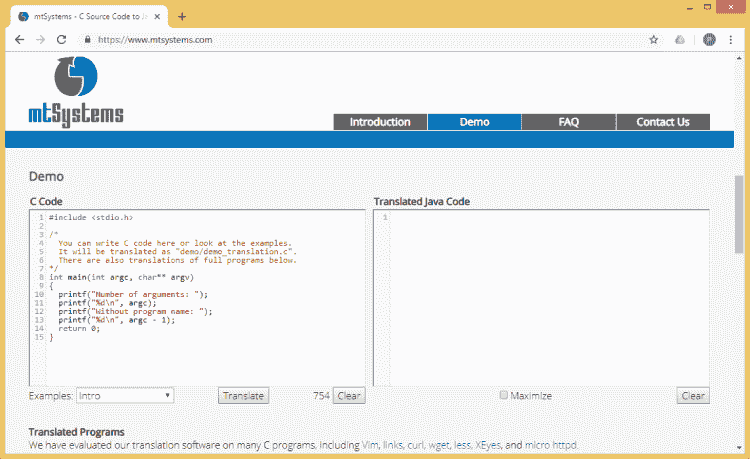 mtSystems - C Source Code to J
https://www.mtsystems.com
mtSystems
Introduction Demo FAQ Contact Us
Demo
C Code Translated Java Code
1 #include <stdio.h> 1
2
3 /*
4 You can write C code here or look at the examples.
5 It will be translated as "demo/demo_translation.c".
6 There are also translations of full programs below.
7 */
8 int main(int argc, char** argv)
9 {
10 printf("Number of arguments: ");
11 printf("%d\n", argc);
12 printf("Without program name: ");
13 printf("%d\n", argc - 1);
14 return 0;
15 }
Examples: Intro Translate 754 Clear Maximize Clear
Translated Programs
We have evaluated our translation software on many C programs, including Vim, links, curl, wget, less, XEyes, and micro httpd.